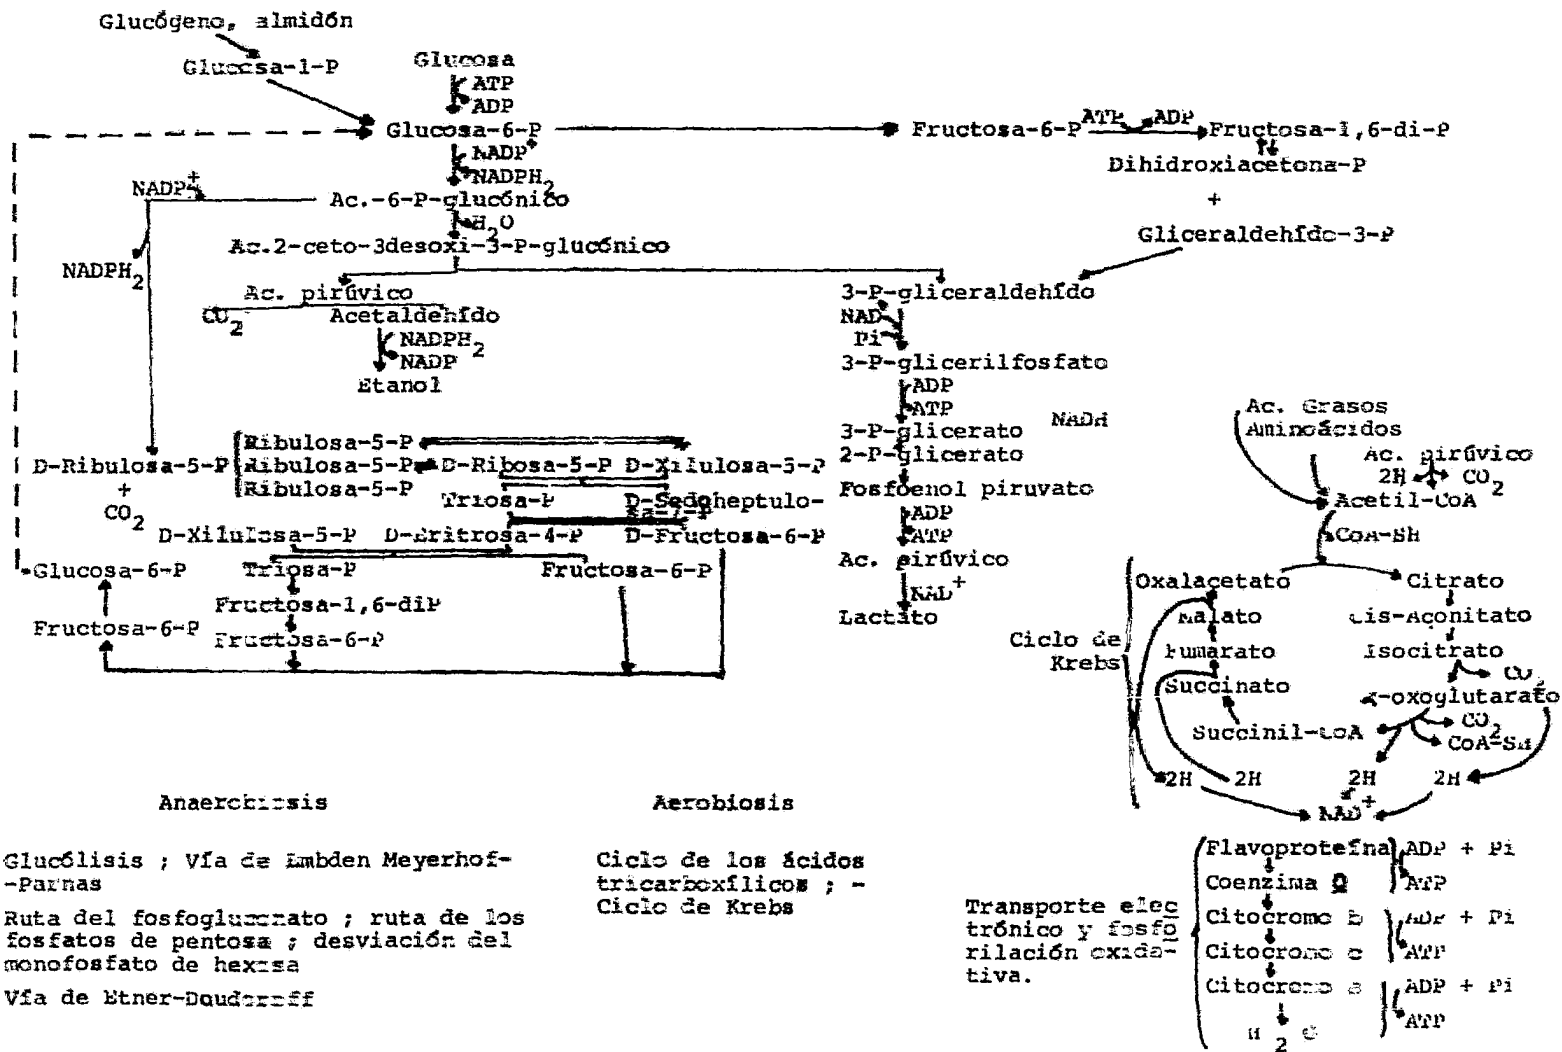 Glucógeno, almidón
Glucosa-1-P
Glucosa
ATP
ADP
Glucosa-6-P
Fructosa-6-P
ATP
ADP
Fructosa-1,6-di-P
Dihidroxiacetona-P
+
Gliceraldehído-3-P
NADP+
NADPH2
NADP+
Ac.-6-P-glucónico
H2O
NADPH2
Ac.2-ceto-3desoxi-3-P-glucónico
Ac. pirúvico
CO2
Acetaldehído
NADPH2
NADP
Etanol
3-P-gliceraldehído
NAD
Pi
3-P-glicerilfosfato
ADP
ATP
3-P-glicerato
NADH
2-P-glicerato
Fosfoenol piruvato
ADP
ATP
Ac. pirúvico
NAD+
Lactato
Ribulosa-5-P
D-Ribulosa-5-P
Ribulosa-5-P
D-Ribosa-5-P
D-Xilulosa-5-P
Ribulosa-5-P
+
CO2
Triosa-P
D-Sedoheptulo-
sa-7-P
D-Xilulosa-5-P
D-Eritrosa-4-P
D-Fructosa-6-P
Glucosa-6-P
Triosa-P
Fructosa-6-P
Fructosa-1,6-diP
Fructosa-6-P
Fructosa-6-P
Ac. Grasos
Aminoácidos
Ac. pirúvico
2H
CO2
Acetil-CoA
CoA-SH
Oxalacetato
Citrato
Malato
Cis-Aconitato
Ciclo de
Krebs
Fumarato
Isocitrato
CO2
Succinato
α-oxoglutarato
Succinil-CoA
CO2
CoA-SH
2H
2H
2H
2H
NAD+
Anaerobiosis
Aerobiosis
Glucólisis ; Vía de Embden Meyerhof-
-Parnas
Ruta del fosfogluconato ; ruta de los
fosfatos de pentosa ; desviación del
monofosfato de hexosa
Vía de Etner-Doudoroff
Ciclo de los ácidos
tricarboxílicos ; -
Ciclo de Krebs
Transporte elec
trónico y fosfo
rilación oxida-
tiva.
Flavoproteína
ADP + Pi
Coenzima Q
ATP
Citocromo b
ADP + Pi
Citocromo c
ATP
Citocromo a
ADP + Pi
ATP
H2O